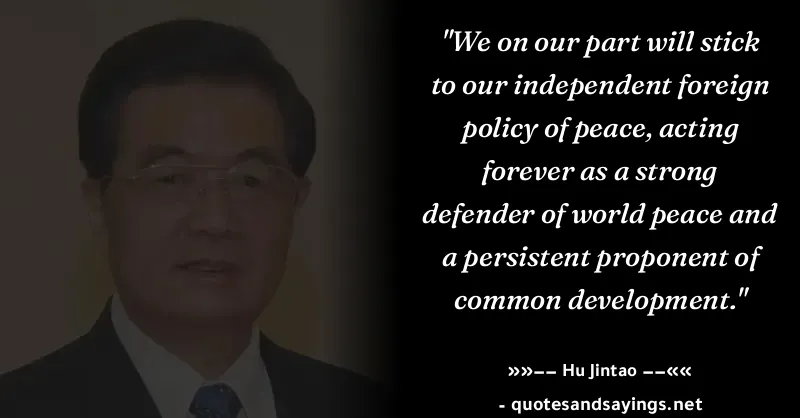 "We on our part will stick
to our independent foreign
policy of peace, acting
forever as a strong
defender of world peace and
a persistent proponent of
common development."
»»—— Hu Jintao ——««
- quotesandsayings.net